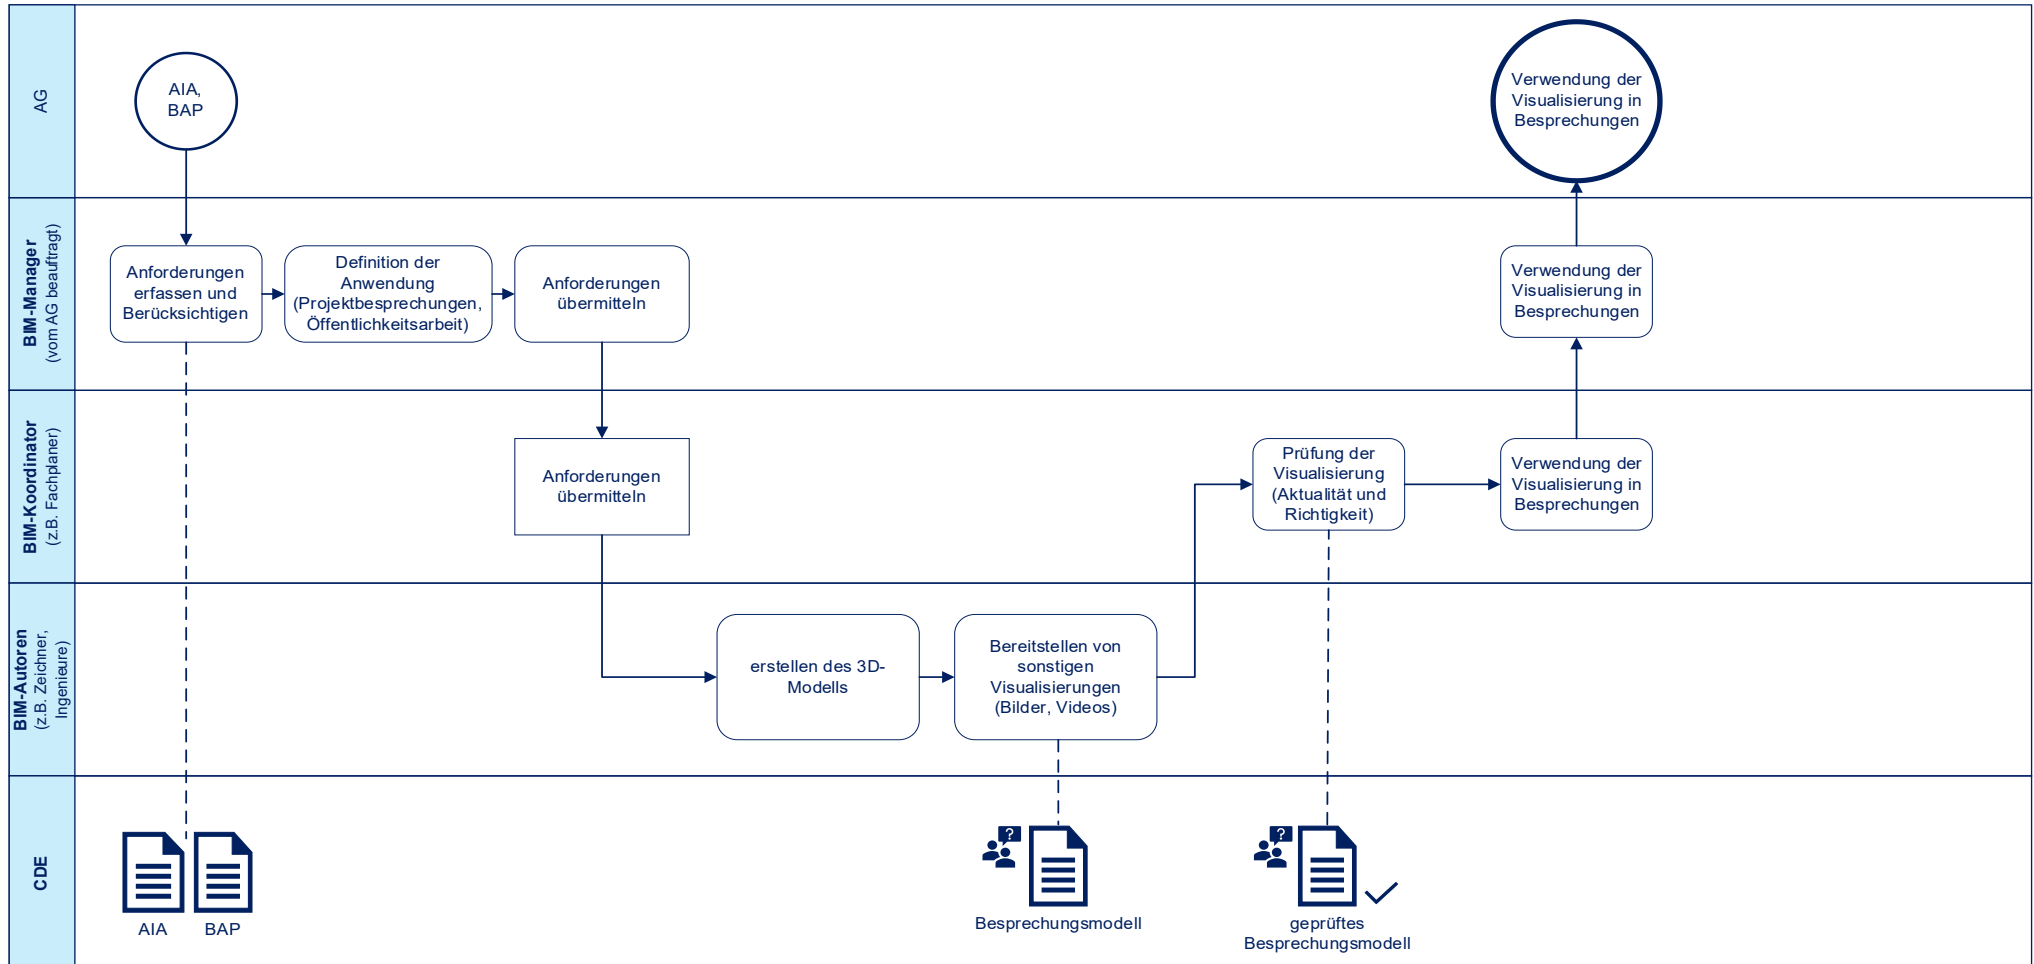 AG
AIA,
BAP
Verwendung der
Visualisierung in
Besprechungen
BIM-Manager
(vom AG beauftragt)
Anforderungen
erfassen und
Berücksichtigen
Definition der
Anwendung
(Projektbesprechungen,
Öffentlichkeitsarbeit)
Anforderungen
übermitteln
Verwendung der
Visualisierung in
Besprechungen
BIM-Koordinator
(z.B. Fachplaner)
Anforderungen
übermitteln
Prüfung der
Visualisierung
(Aktualität und
Richtigkeit)
Verwendung der
Visualisierung in
Besprechungen
BIM-Autoren
(z.B. Zeichner,
Ingenieure)
erstellen des 3D-
Modells
Bereitstellen von
sonstigen
Visualisierungen
(Bilder, Videos)
CDE
AIA
BAP
?
Besprechungsmodell
?
geprüftes
Besprechungsmodell